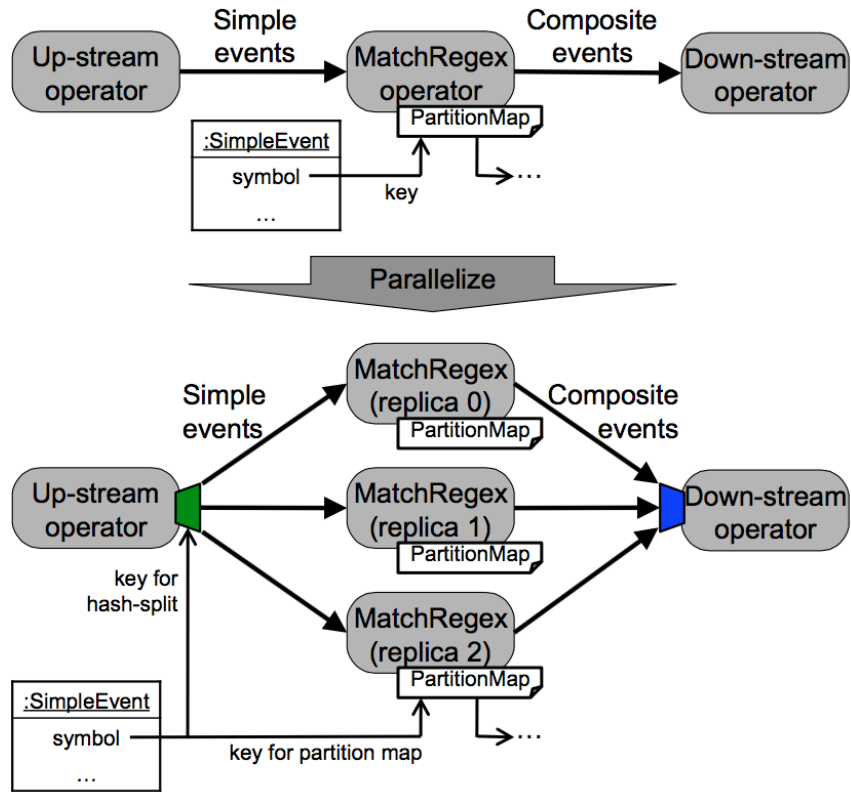 Simple
events
Composite
events
Up-stream
operator
MatchRegex
operator
Down-stream
operator
PartitionMap
:SimpleEvent
symbol
...
key
...
Parallelize
MatchRegex
(replica 0)
PartitionMap
Simple
events
Composite
events
Up-stream
operator
MatchRegex
(replica 1)
PartitionMap
Down-stream
operator
key for
hash-split
MatchRegex
(replica 2)
PartitionMap
:SimpleEvent
symbol
...
key for partition map
...